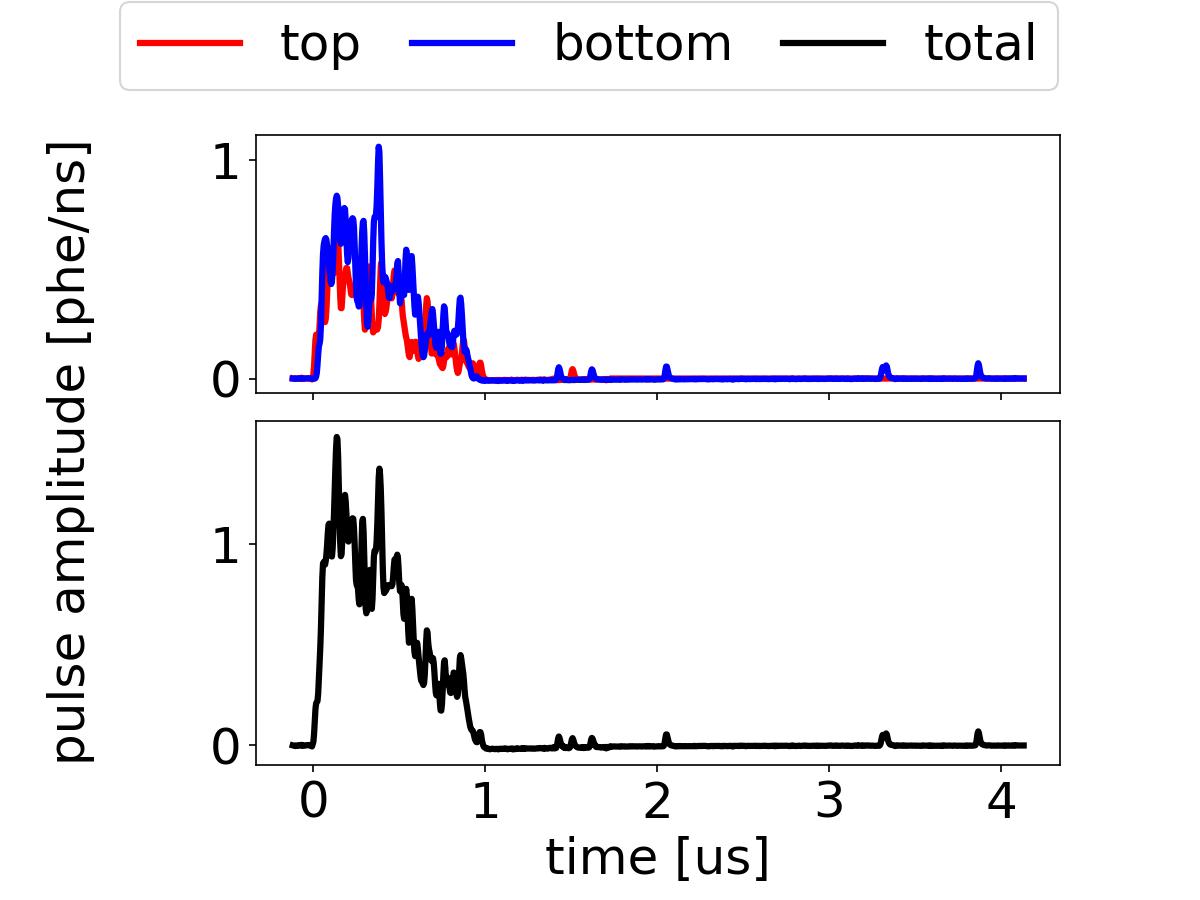 top bottom total
pulse amplitude [phe/ns]
1
0
1
0
0 1 2 3 4
time [us]